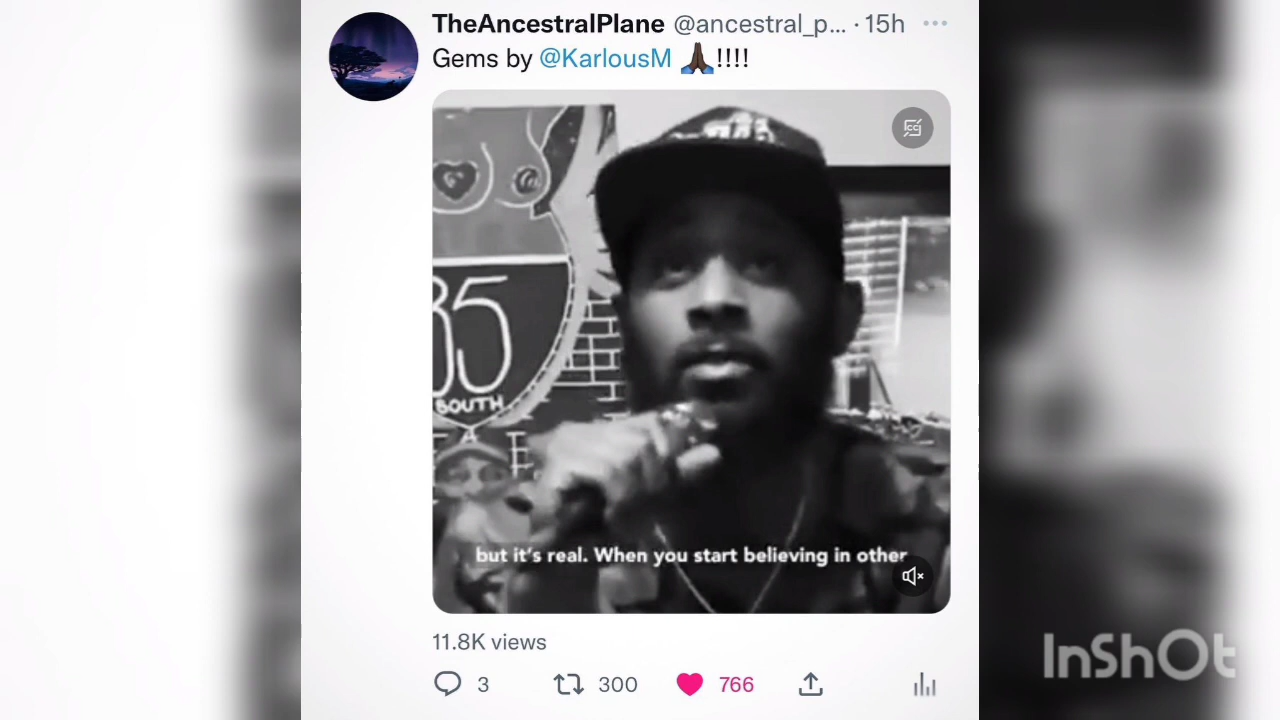 TheAncestralPlane @ancestral_p... · 15h
Gems by @KarlousM 🙏🏿!!!!
85
SOUTH
but it's real. When you start believing in other
11.8K views
3 300 766
InShOt